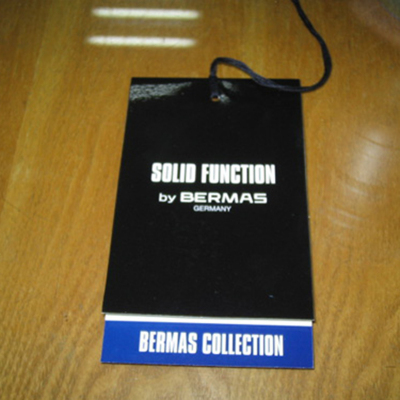 SOLID FUNCTION
by BERMAS
GERMANY
BERMAS COLLECTION